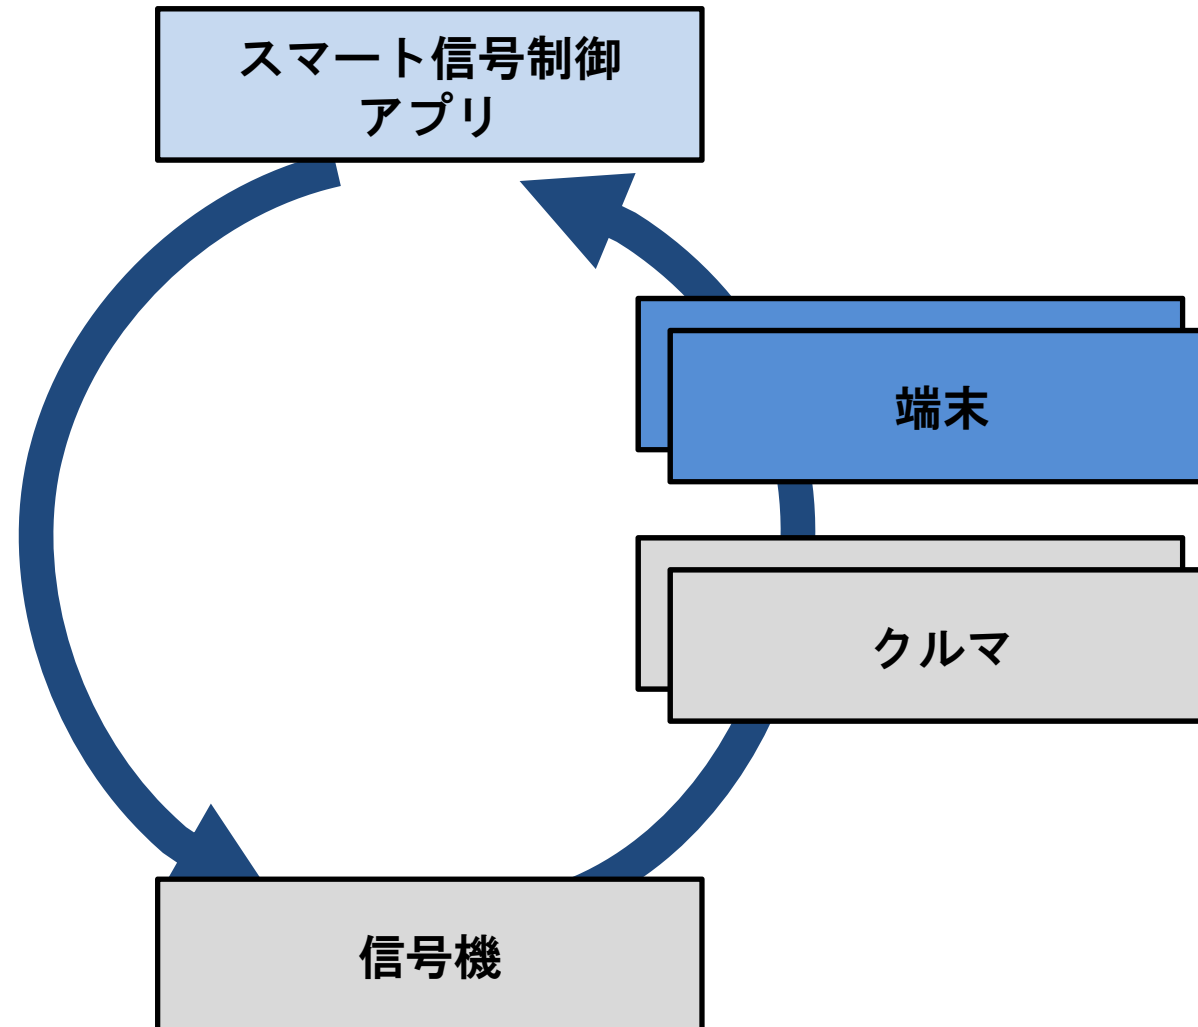 スマート信号制御
アプリ
端末
クルマ
信号機